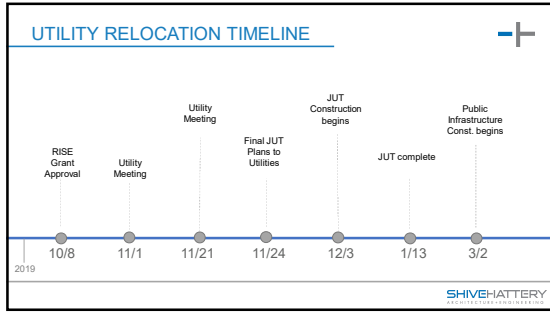 UTILITY RELOCATION TIMELINE
RISE
Grant
Approval
Utility
Meeting
Utility
Meeting
Final JUT
Plans to
Utilities
JUT
Construction
begins
JUT complete
Public
Infrastructure
Const. begins
10/8
11/1
11/21
11/24
12/3
1/13
3/2
2019
SHIVEHATTERY
ARCHITECTURE+ENGINEERING